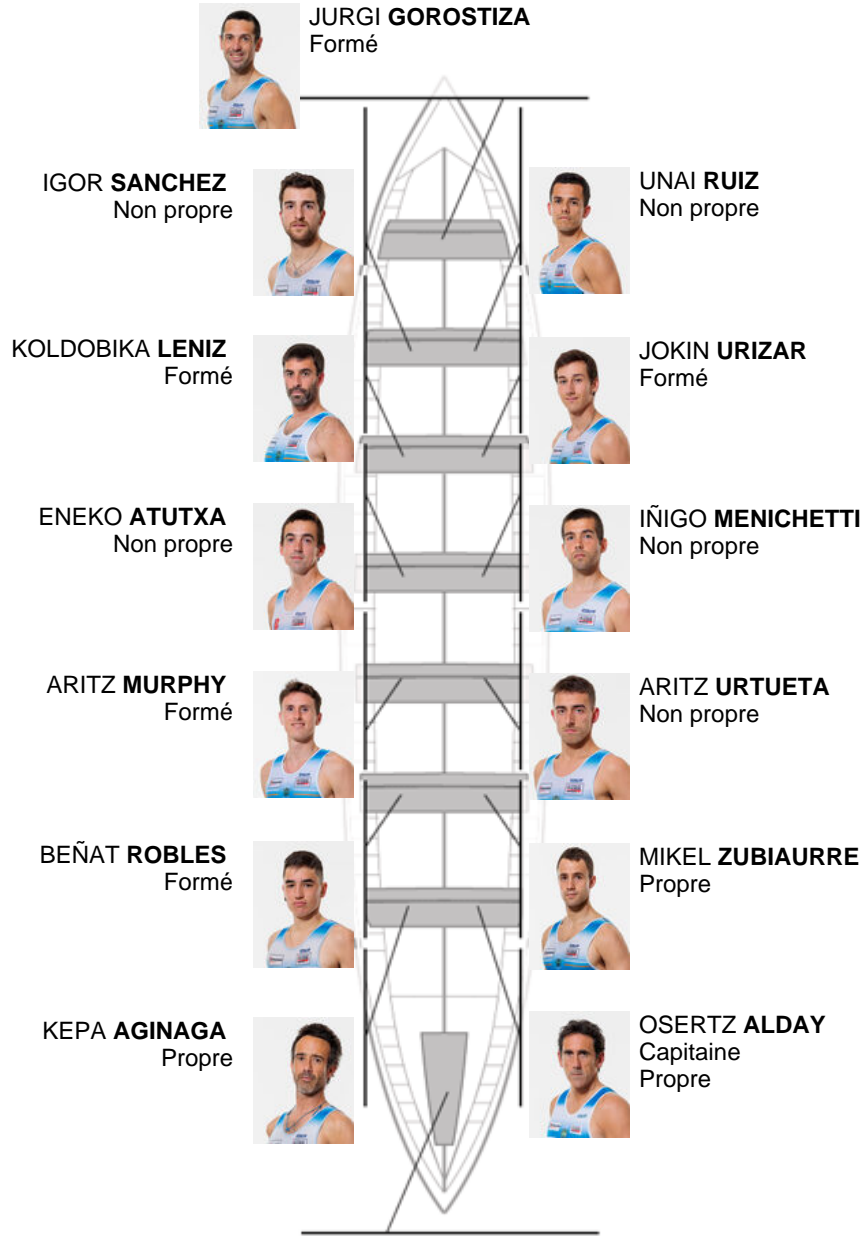 JURGI GOROSTIZA
Formé
IGOR SANCHEZ
Non propre
UNAI RUIZ
Non propre
KOLDOBIKA LENIZ
Formé
JOKIN URIZAR
Formé
ENEKO ATUTXA
Non propre
IÑIGO MENICHETTI
Non propre
ARITZ MURPHY
Formé
ARITZ URTUETA
Non propre
BEÑAT ROBLES
Formé
MIKEL ZUBIAURRE
Propre
KEPA AGINAGA
Propre
OSERTZ ALDAY
Capitaine
Propre